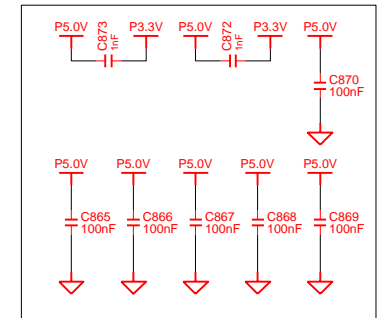 P5.0V
C873
1nF
P3.3V
P5.0V
C872
1nF
P3.3V
P5.0V
C870
100nF
P5.0V
P5.0V
P5.0V
P5.0V
P5.0V
C865
100nF
C866
100nF
C867
100nF
C868
100nF
C869
100nF